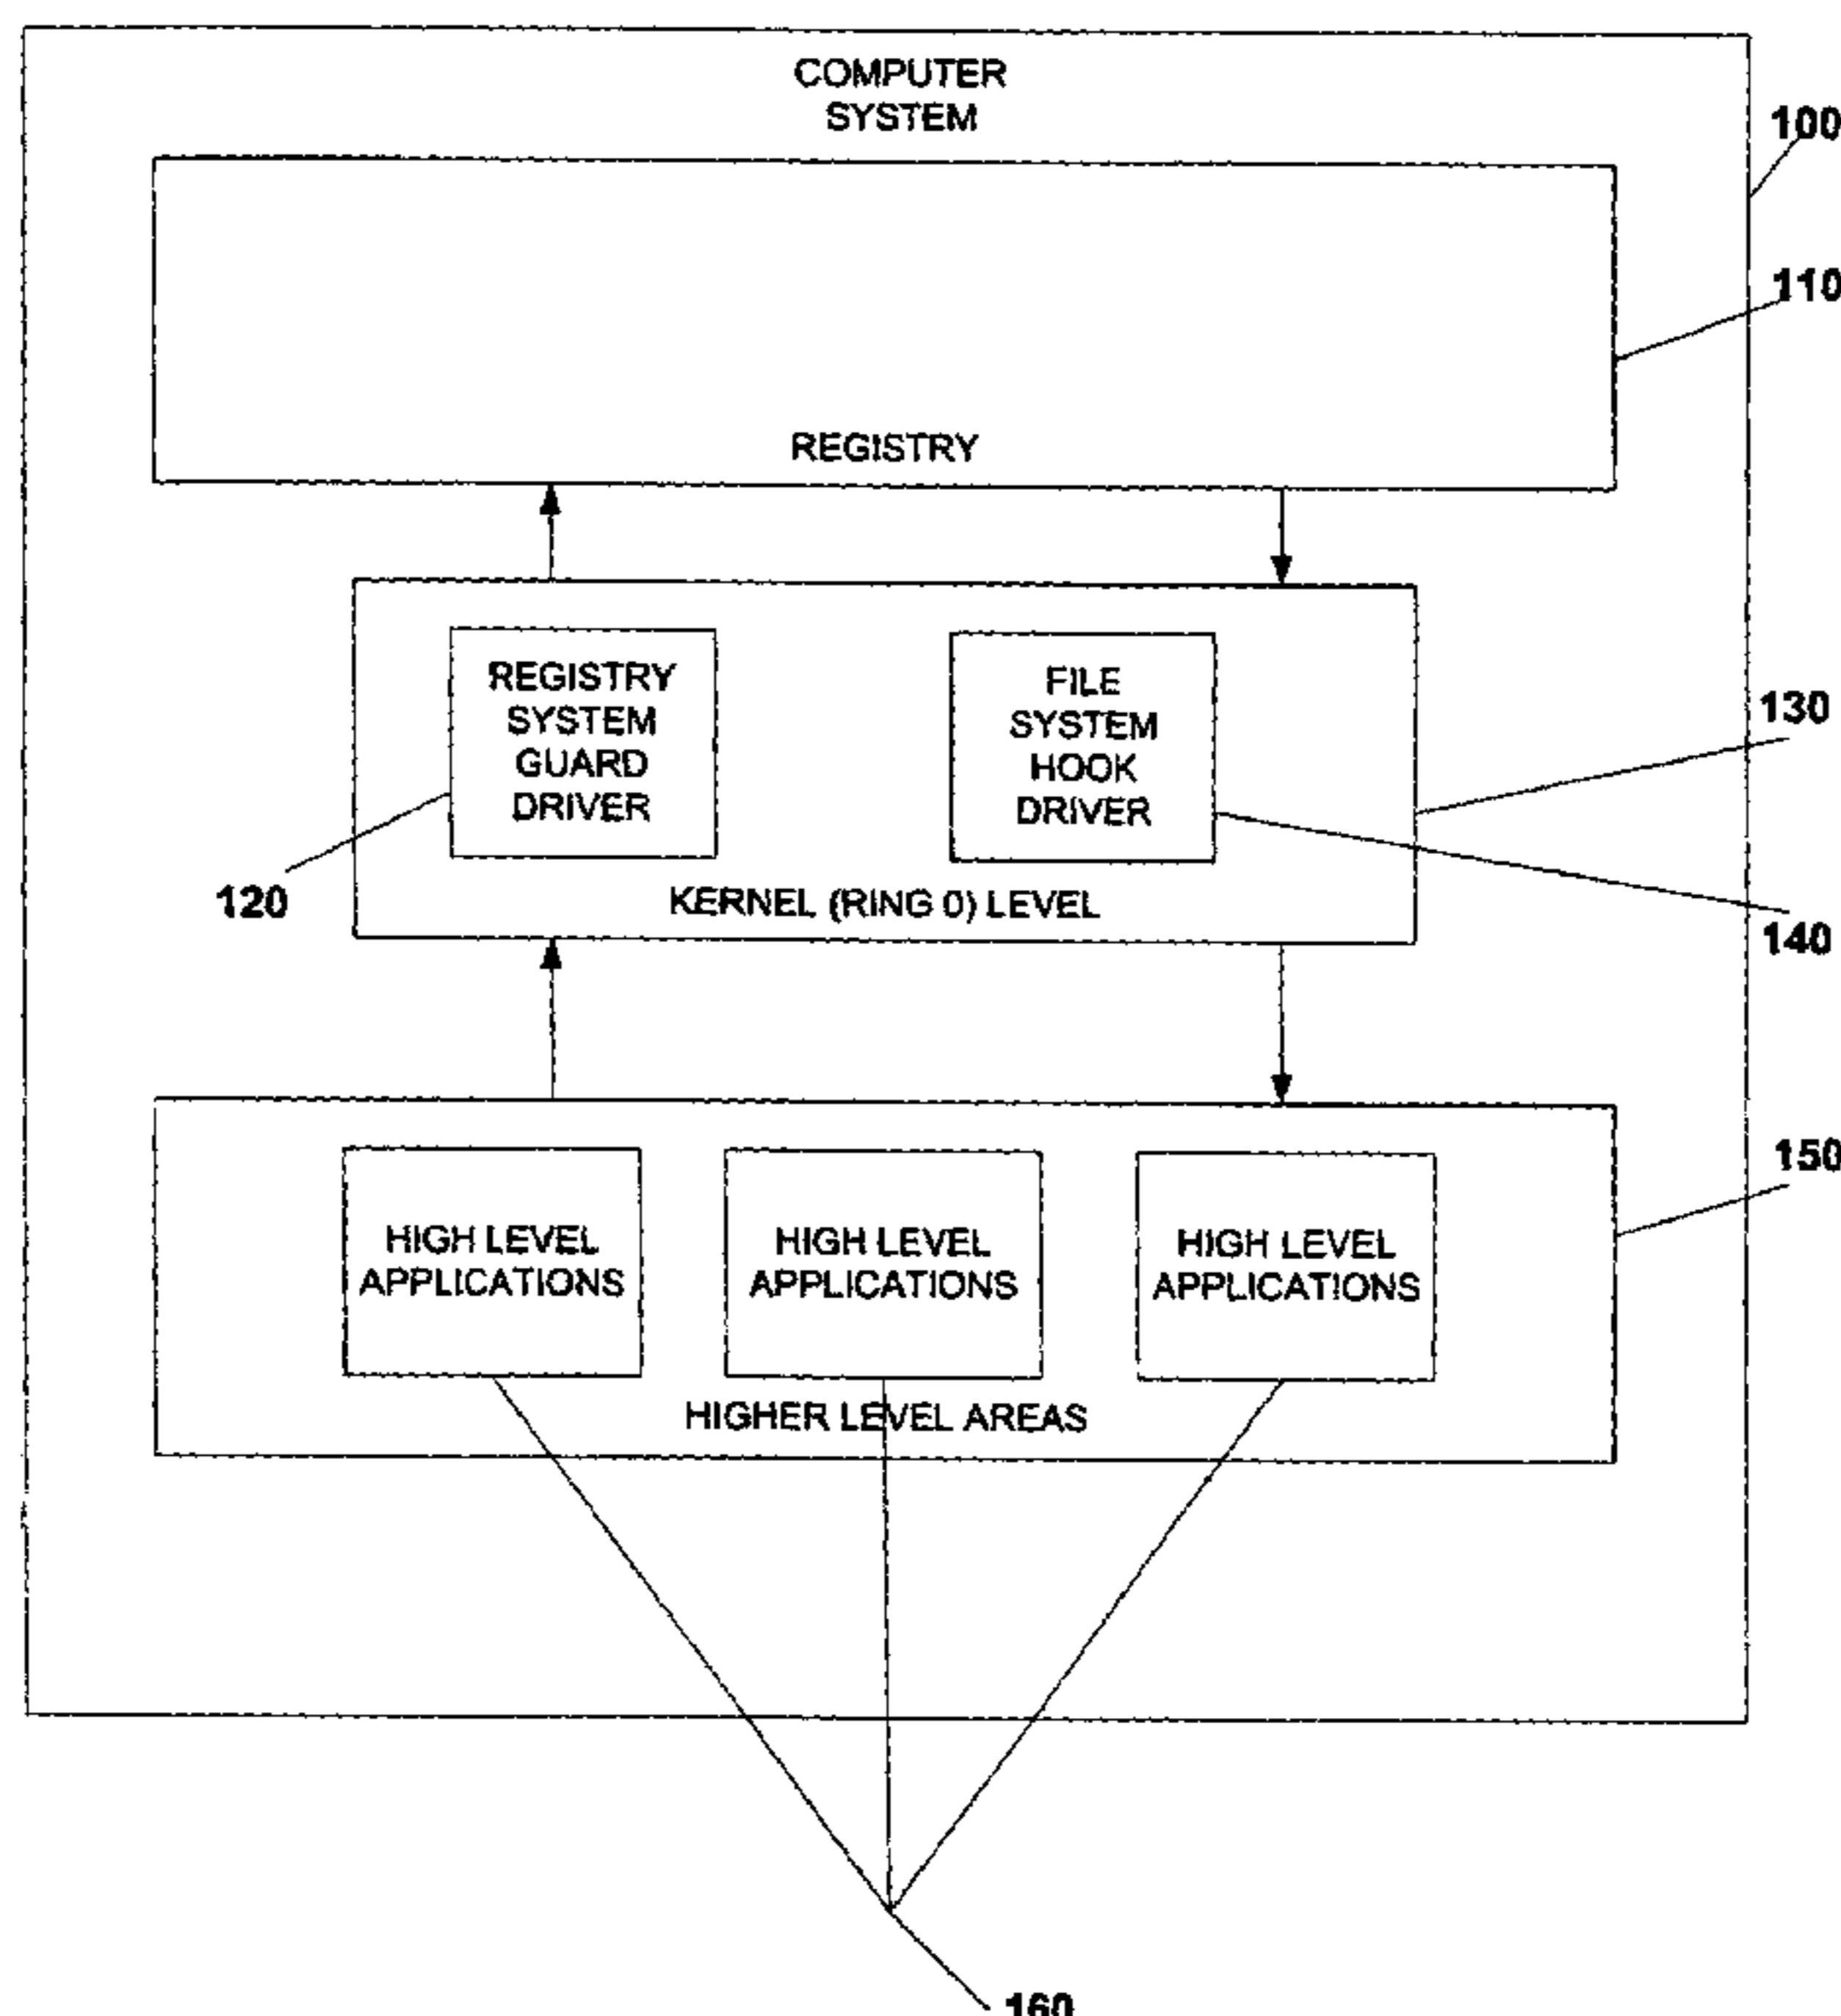 COMPUTER
SYSTEM
100
110
REGISTRY
REGISTRY
SYSTEM
GUARD
DRIVER
FILE
SYSTEM
HOOK
DRIVER
130
120
KERNEL (RING 0) LEVEL
140
150
HIGH LEVEL
APPLICATIONS
HIGH LEVEL
APPLICATIONS
HIGH LEVEL
APPLICATIONS
HIGHER LEVEL AREAS
160